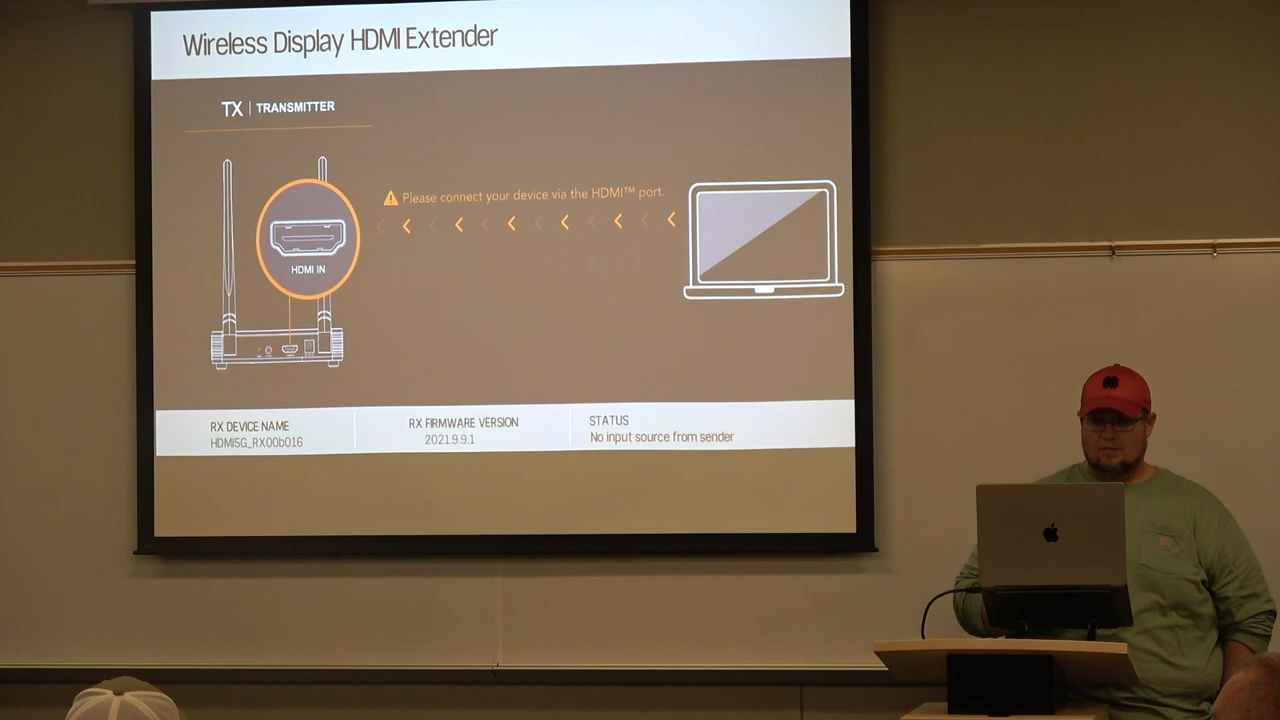 Wireless Display HDMI Extender
TX | TRANSMITTER
Please connect your device via the HDMI™ port.
HDMI IN
RX DEVICE NAME
HDMI5G_RX00b016
RX FIRMWARE VERSION
2021.9.9.1
STATUS
No input source from sender